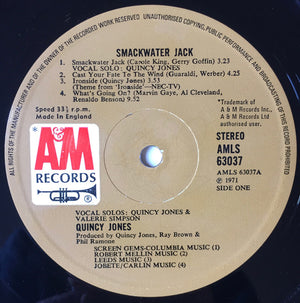 ALL RIGHTS OF THE MANUFACTURER AND OF THE OWNER OF THE RECORDED WORK RESERVED. UNAUTHORISED COPYING, PUBLIC PERFORMANCE AND BROADCASTING OF THIS RECORD PROHIBITED.
SMACKWATER JACK
1. Smackwater Jack (Carole King, Gerry Goffin) 3.23
VOCAL SOLO: QUINCY JONES
2. Cast Your Fate To The Wind (Guaraldi, Werber) 4.25
3. Ironside (Quincy Jones) 3.53
(Theme from 'Ironside'—NBC-TV)
4. What's Going On? (Marvin Gaye, Al Cleveland,
Renaldo Benson) 9.52
Speed 33⅓ r.p.m.
Made in England
A&M
RECORDS
*Trademark of
A & M Records Inc.,
A & M Records Ltd
authorised user.
STEREO
AMLS
63037
AMLS 63037A
℗ 1971
SIDE ONE
VOCAL SOLOS: QUINCY JONES &
VALERIE SIMPSON
QUINCY JONES
Produced by Quincy Jones, Ray Brown &
Phil Ramone
SCREEN GEMS-COLUMBIA MUSIC (1)
ROBERT MELLIN MUSIC (2)
LEEDS MUSIC (3)
JOBETE/CARLIN MUSIC (4)